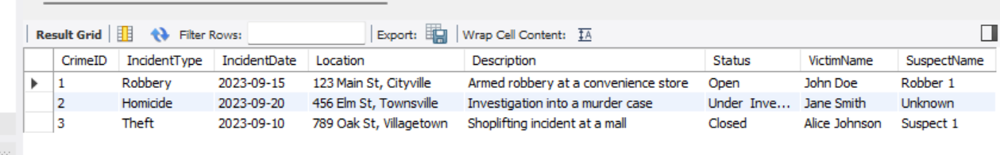 Result Grid Filter Rows: Export: Wrap Cell Content:
CrimeID IncidentType IncidentDate Location Description Status VictimName SuspectName
1 Robbery 2023-09-15 123 Main St, Cityville Armed robbery at a convenience store Open John Doe Robber 1
2 Homicide 2023-09-20 456 Elm St, Townsville Investigation into a murder case Under Inve... Jane Smith Unknown
3 Theft 2023-09-10 789 Oak St, Villagetown Shoplifting incident at a mall Closed Alice Johnson Suspect 1